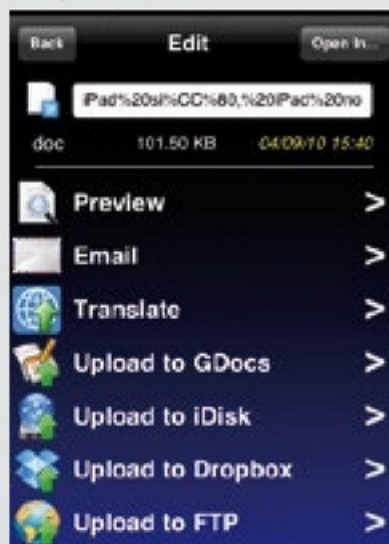 Back Edit Open in...
iPad%20si%CC%80,%20iPad%20no
doc 101.50 KB 04/09/10 15:40
Preview >
Email >
Translate >
Upload to GDocs >
Upload to iDisk >
Upload to Dropbox >
Upload to FTP >